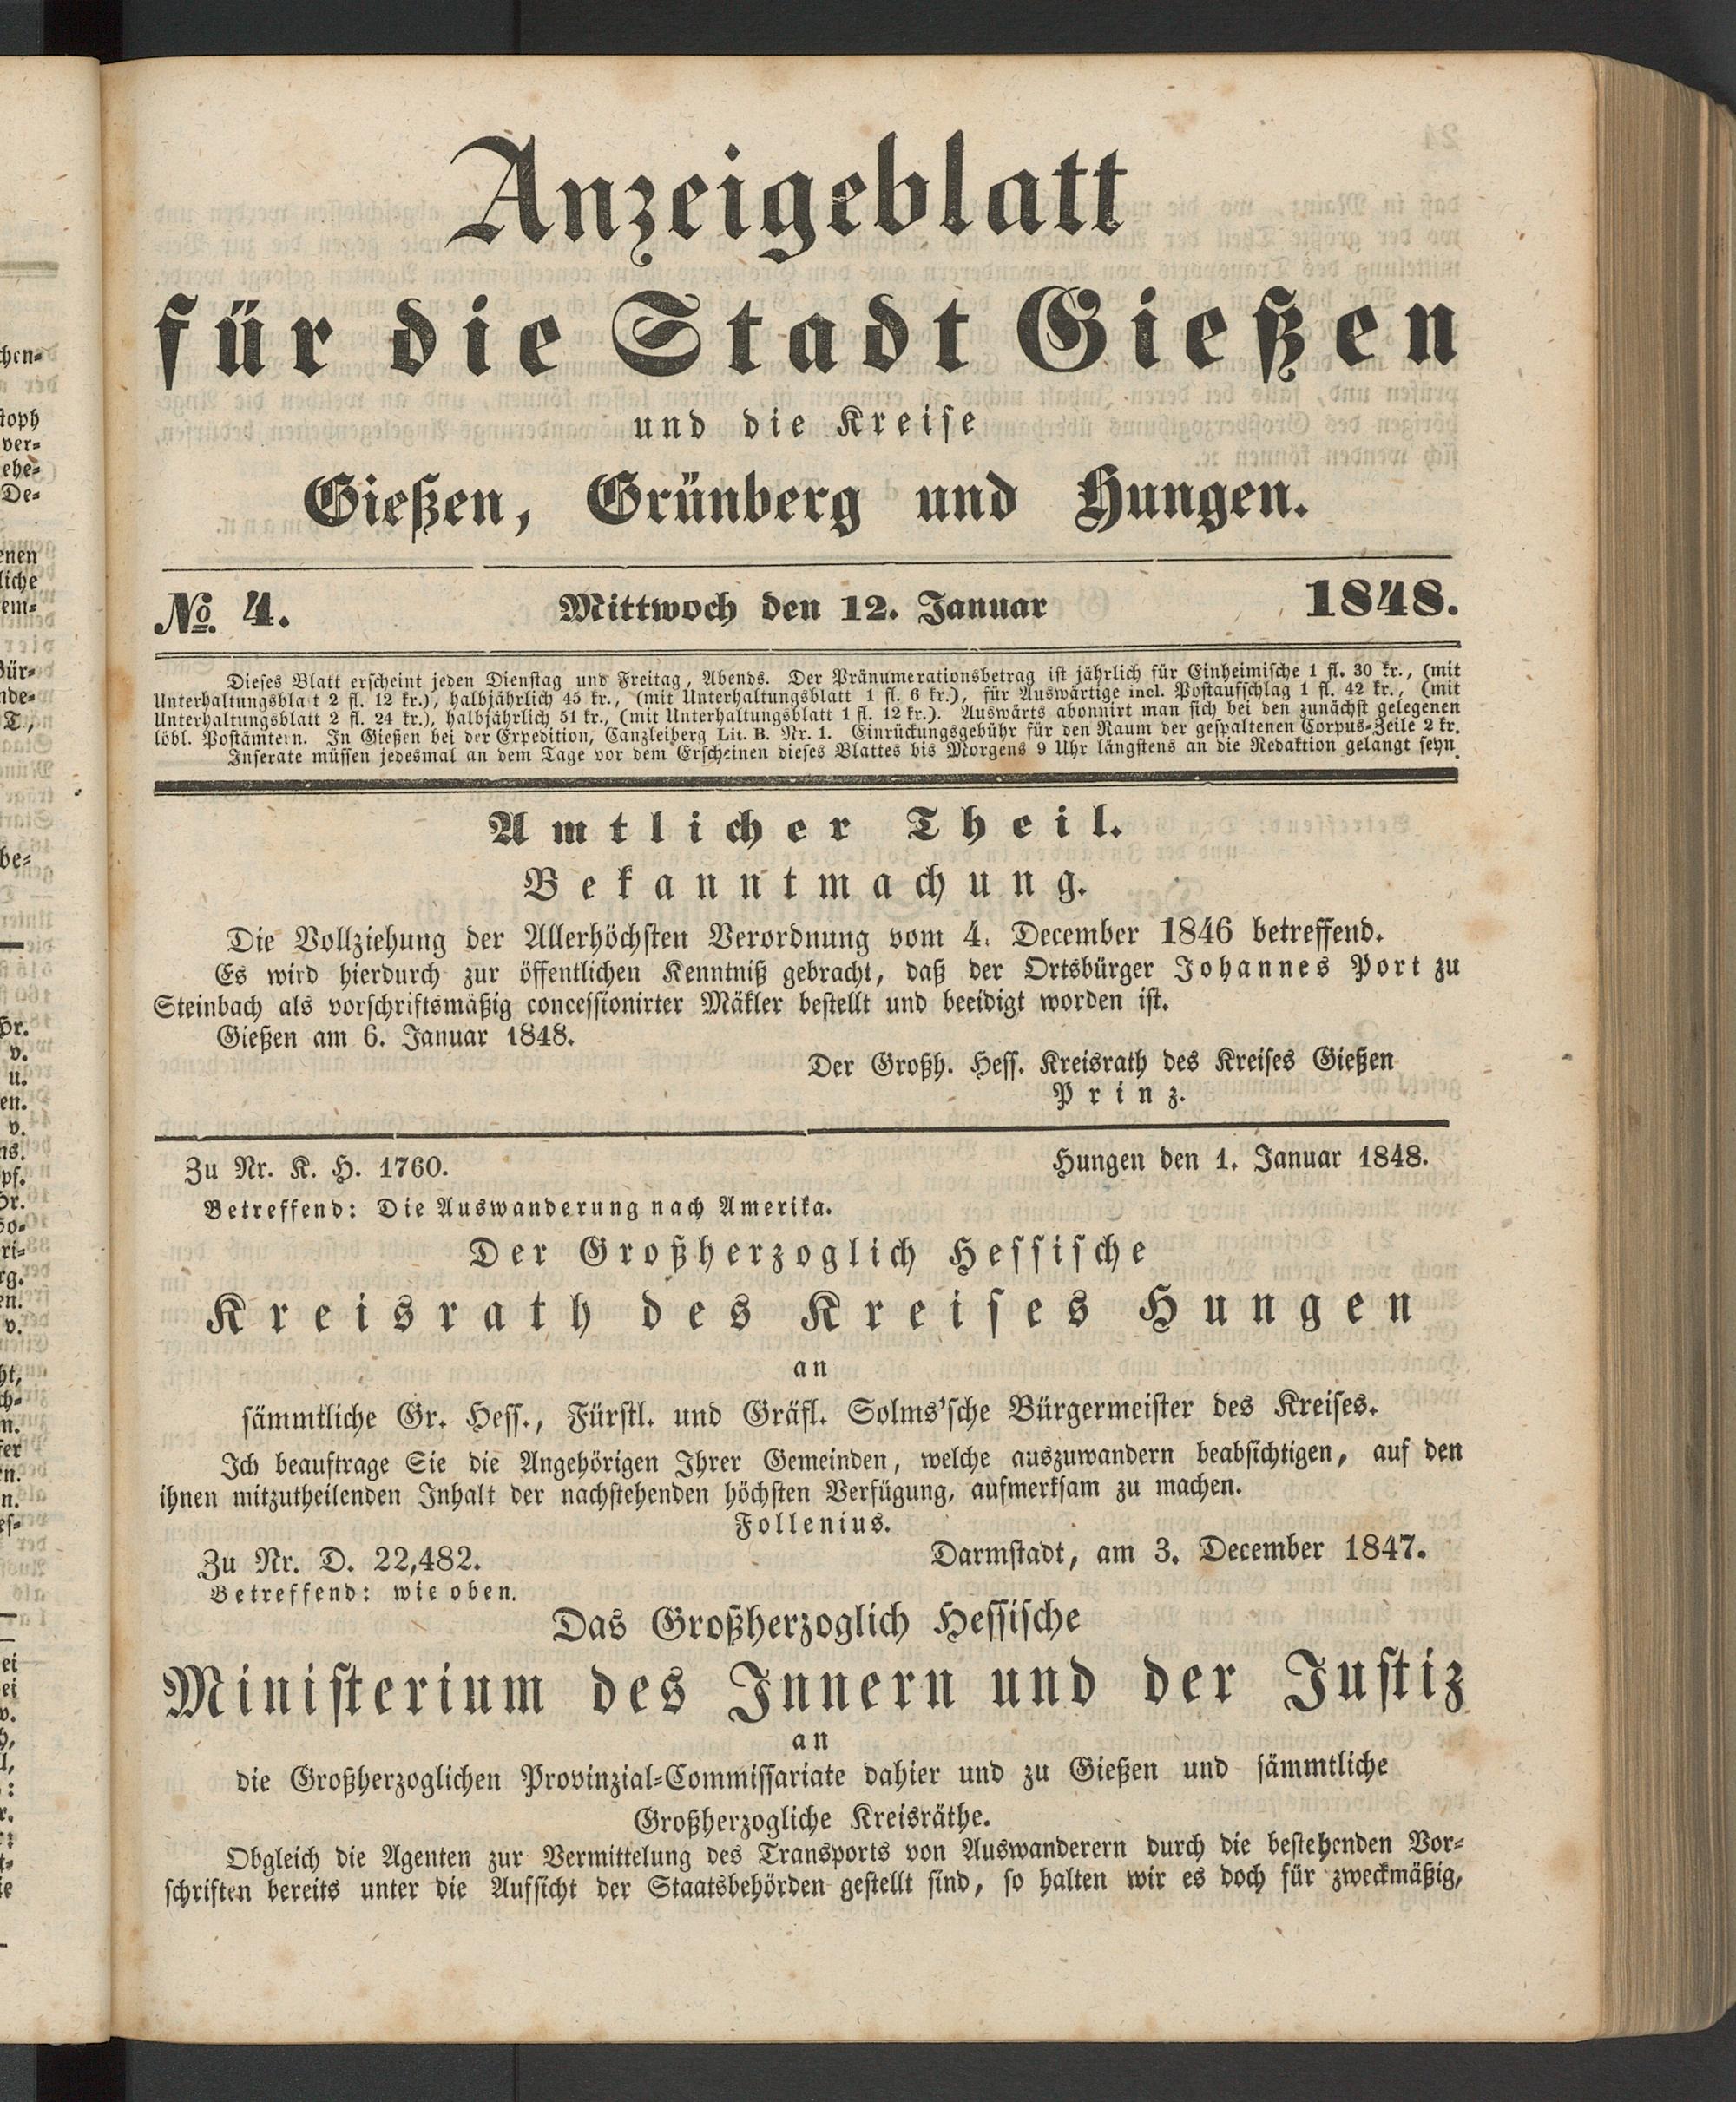 Anzeigeblatt
für die Stadt Gießen
und die Kreise
Gießen, Grünberg und Hungen.
No. 4. Mittwoch den 12. Januar 1848.
Dieses Blatt erscheint jeden Dienstag und Freitag, Abends. Der Pränumerationsbetrag ist jährlich für Einheimische 1 fl. 30 kr., (mit
Unterhaltungsblatt 2 fl. 12 kr.), halbjährlich 45 kr., (mit Unterhaltungsblatt 1 fl. 6 kr.), für Auswärtige incl. Postaufschlag 1 fl. 42 kr., (mit
Unterhaltungsblatt 2 fl. 24 kr.), halbjährlich 51 kr., (mit Unterhaltungsblatt 1 fl. 12 kr.). Auswärts abonnirt man sich bei den zunächst gelegenen
löbl. Postämtern. In Gießen bei der Expedition, Canzleiberg Lit. B. Nr. 1. Einrückungsgebühr für den Raum der gespaltenen Corpus-Zeile 2 kr.
Inserate müssen jedesmal an dem Tage vor dem Erscheinen dieses Blattes bis Morgens 9 Uhr längstens an die Redaktion gelangt seyn.
Amtlicher Theil.
Bekanntmachung.
Die Vollziehung der Allerhöchsten Verordnung vom 4. December 1846 betreffend.
Es wird hierdurch zur öffentlichen Kenntniß gebracht, daß der Ortsbürger Johannes Port zu
Steinbach als vorschriftsmäßig concessionirter Mäkler bestellt und beeidigt worden ist.
Gießen am 6. Januar 1848.
Der Großh. Hess. Kreisrath des Kreises Gießen
Prinz.
Zu Nr. K. H. 1760. Hungen den 1. Januar 1848.
Betreffend: Die Auswanderung nach Amerika.
Der Großherzoglich Hessische
Kreisrath des Kreises Hungen
an
sämmtliche Gr. Hess., Fürstl. und Gräfl. Solms'sche Bürgermeister des Kreises.
Ich beauftrage Sie die Angehörigen Ihrer Gemeinden, welche auszuwandern beabsichtigen, auf den
ihnen mitzutheilenden Inhalt der nachstehenden höchsten Verfügung, aufmerksam zu machen.
Follenius.
Zu Nr. D. 22,482. Darmstadt, am 3. December 1847.
Betreffend: wie oben.
Das Großherzoglich Hessische
Ministerium des Innern und der Justiz
an
die Großherzoglichen Provinzial-Commissariate dahier und zu Gießen und sämmtliche
Großherzogliche Kreisräthe.
Obgleich die Agenten zur Vermittelung des Transports von Auswanderern durch die bestehenden Vor-
schriften bereits unter die Aufsicht der Staatsbehörden gestellt sind, so halten wir es doch für zweckmäßig,